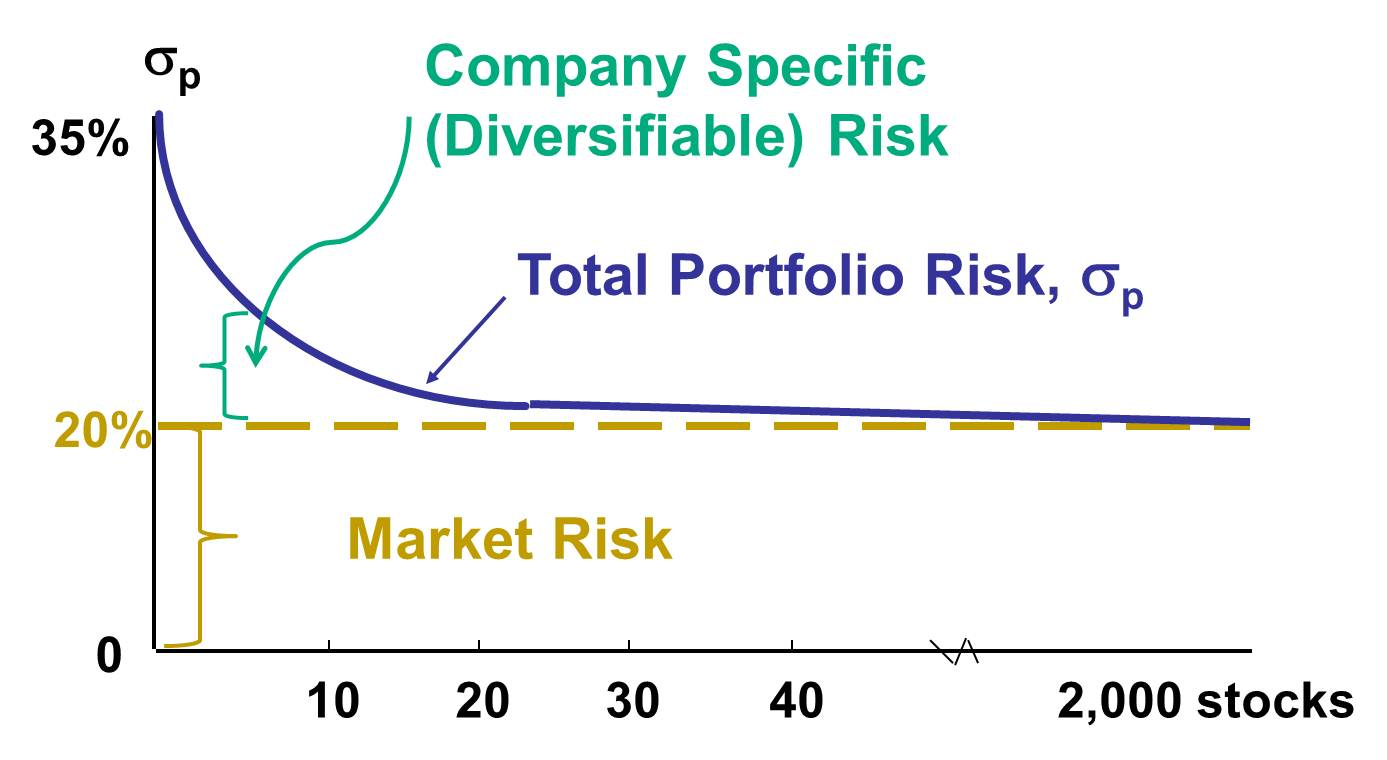 σp
Company Specific
(Diversifiable) Risk
35%
Total Portfolio Risk, σp
20%
Market Risk
0
10 20 30 40 2,000 stocks